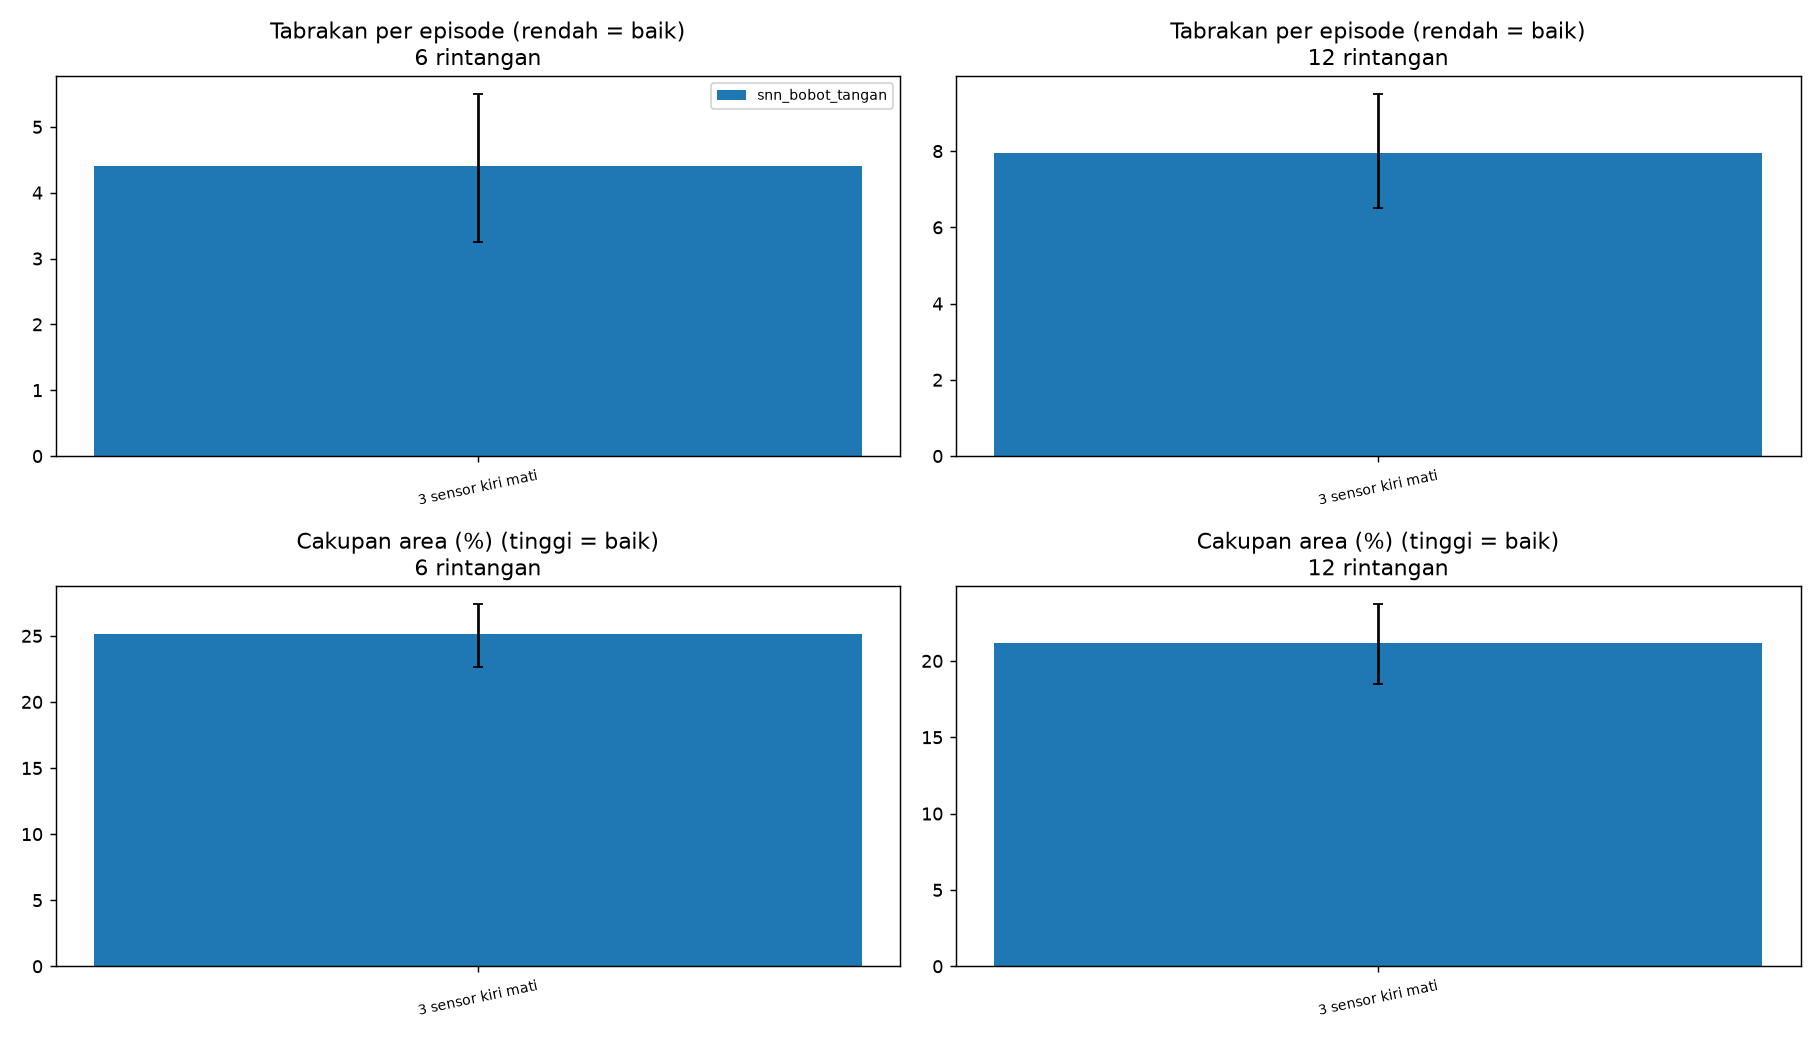 Tabrakan per episode (rendah = baik)
6 rintangan
snn_bobot_tangan
5
4
3
2
1
0
3 sensor kiri mati
Tabrakan per episode (rendah = baik)
12 rintangan
8
6
4
2
0
3 sensor kiri mati
Cakupan area (%) (tinggi = baik)
6 rintangan
25
20
15
10
5
0
3 sensor kiri mati
Cakupan area (%) (tinggi = baik)
12 rintangan
20
15
10
5
0
3 sensor kiri mati